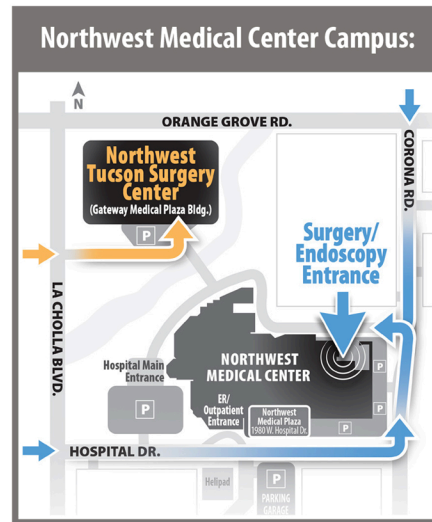 Northwest Medical Center Campus:
N
ORANGE GROVE RD.
CORONA RD.
Northwest
Tucson Surgery
Center
(Gateway Medical Plaza Bldg.)
P
Surgery/
Endoscopy
Entrance
LA CHOLLA BLVD.
NORTHWEST
MEDICAL CENTER
Hospital Main
Entrance
P
P
ER/
Outpatient
Entrance
Northwest
Medical Plaza
1980 W. Hospital Dr.
P
P
HOSPITAL DR.
Helipad
P
PARKING
GARAGE